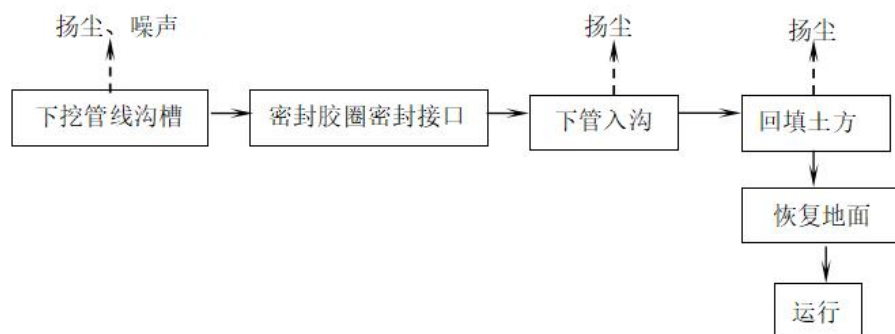 扬尘、噪声
扬尘
扬尘
下挖管线沟槽
密封胶圈密封接口
下管入沟
回填土方
恢复地面
运行